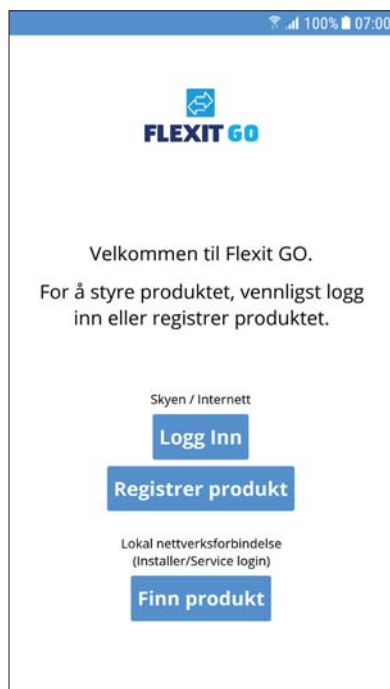 100% 07:00
FLEXIT GO
Velkommen til Flexit GO.
For å styre produktet, vennligst logg
inn eller registrer produktet.
Skyen / Internett
Logg Inn
Registrer produkt
Lokal nettverksforbindelse
(Installer/Service login)
Finn produkt